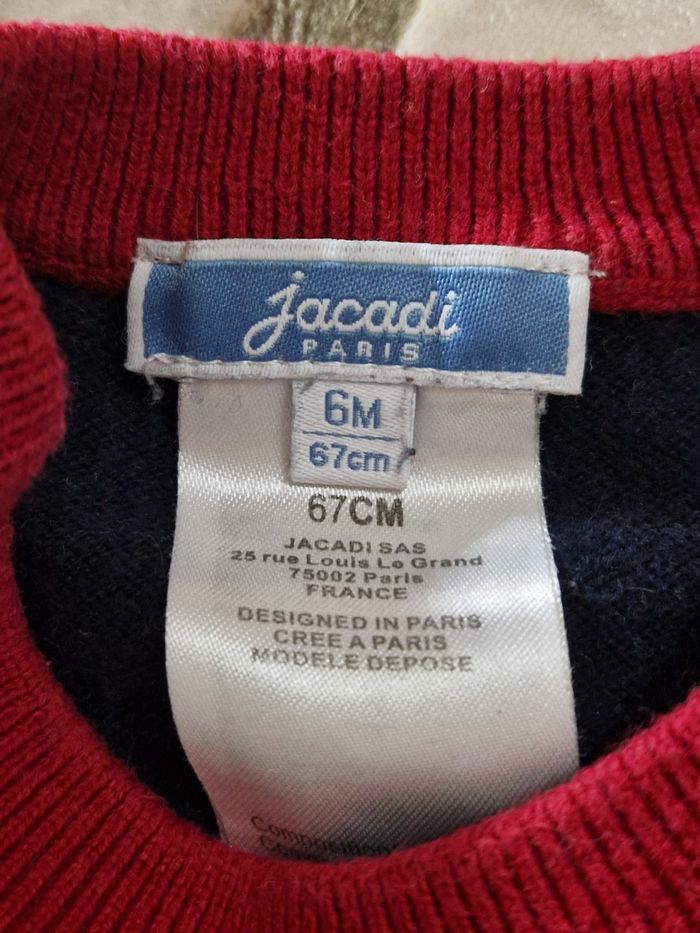 jacadi
PARIS
6M
67cm
67CM
JACADI SAS
25 rue Louis Le Grand
75002 Paris
FRANCE
DESIGNED IN PARIS
CREE A PARIS
MODELE DEPOSE
Composition